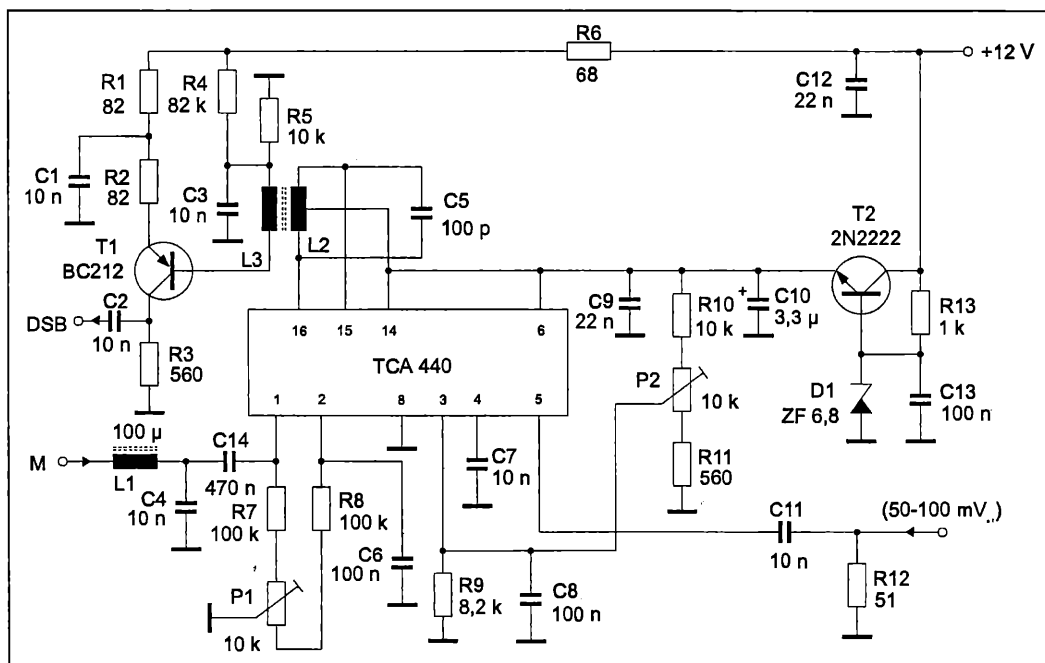 R6
68
+12 V
R1
82
R4
82 k
R5
10 k
C12
22 n
C1
10 n
R2
82
C3
10 n
C5
100 p
T2
2N2222
T1
BC212
L3
L2
DSB
C2
10 n
R3
560
16
15
14
6
TCA 440
1
2
8
3
4
5
C9
22 n
R10
10 k
+
C10
3,3 µ
R13
1 k
P2
10 k
D1
ZF 6,8
C13
100 n
100 µ
M
L1
C14
470 n
C4
10 n
R7
100 k
R8
100 k
C7
10 n
R11
560
C6
100 n
C11
10 n
(50-100 mV
P1
10 k
R9
8,2 k
C8
100 n
R12
51